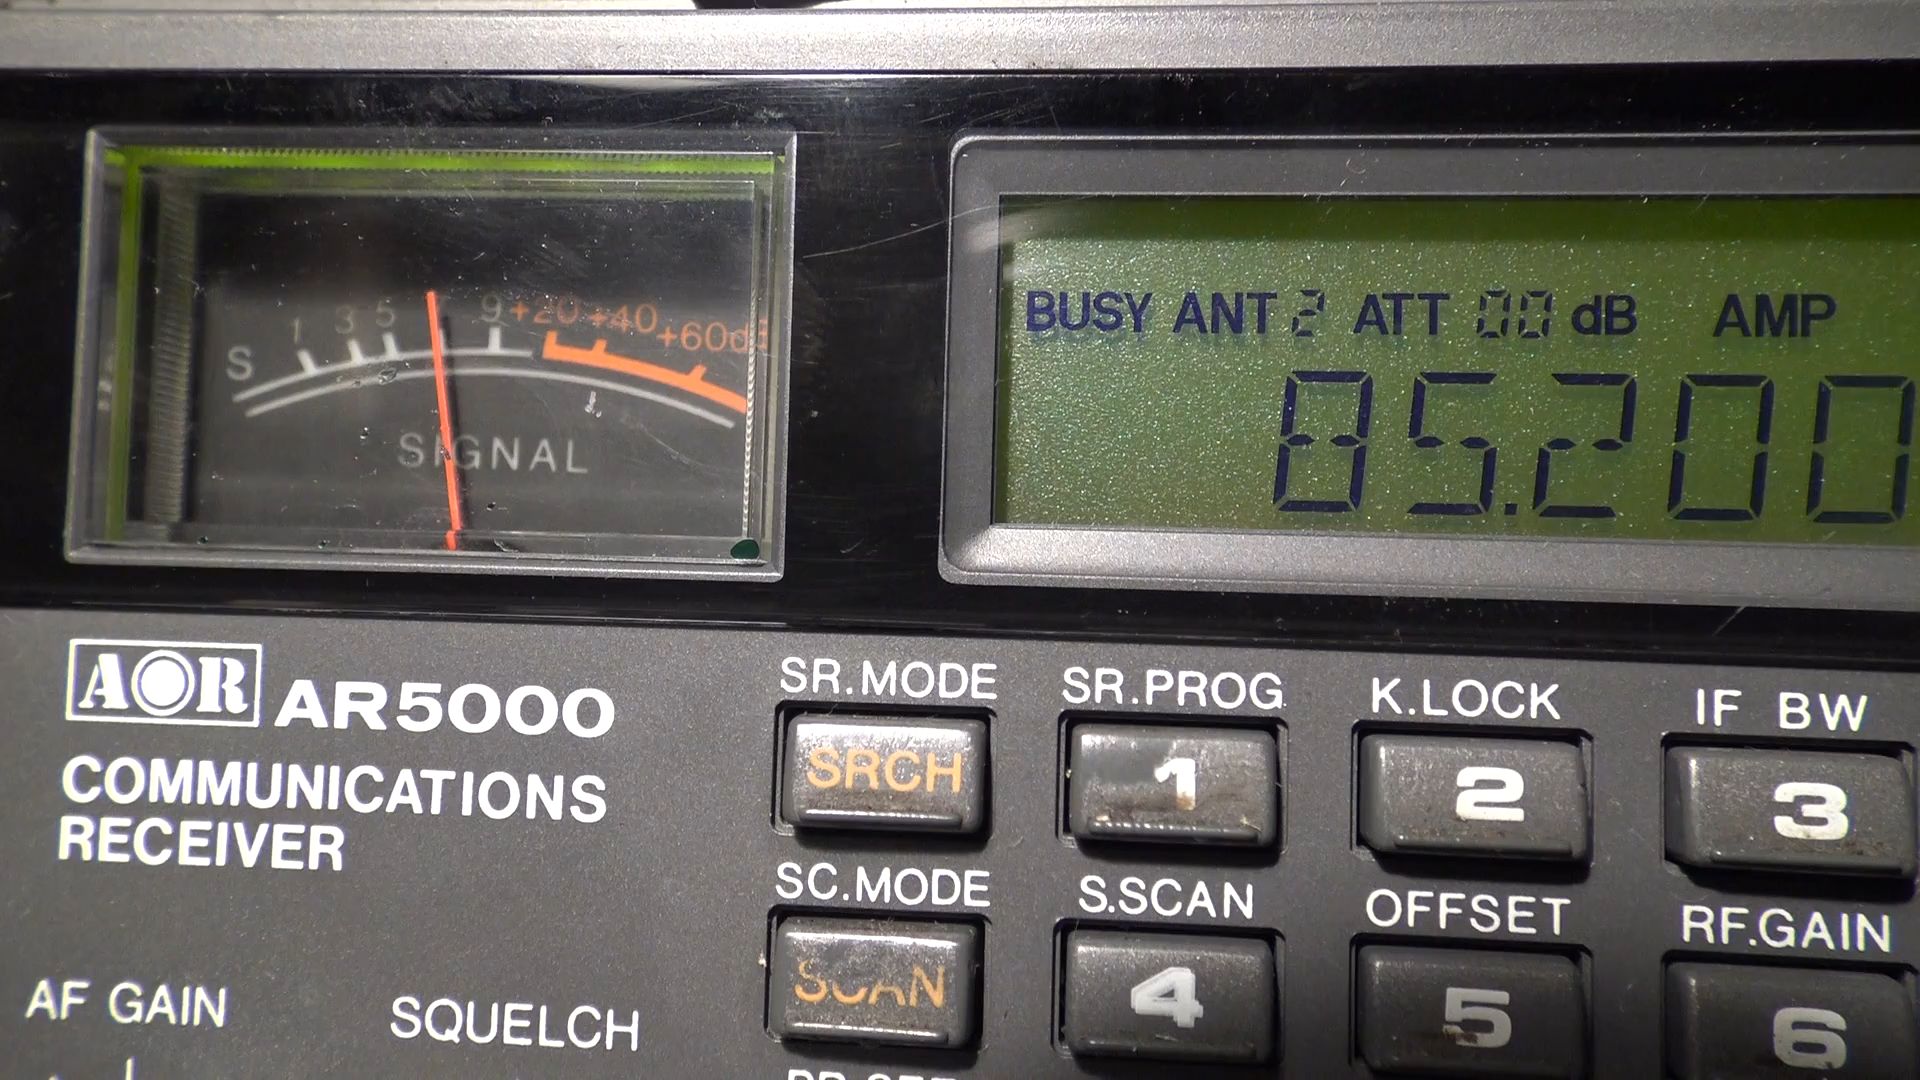 1 3 5 9 +20 +40 +60dB
S
SIGNAL
BUSY ANT 2 ATT 00 dB AMP
85.200
AOR AR5000
COMMUNICATIONS
RECEIVER
SR.MODE SR.PROG K.LOCK IF BW
SRCH 1 2 3
SC.MODE S.SCAN OFFSET RF.GAIN
SCAN 4 5 6
AF GAIN SQUELCH